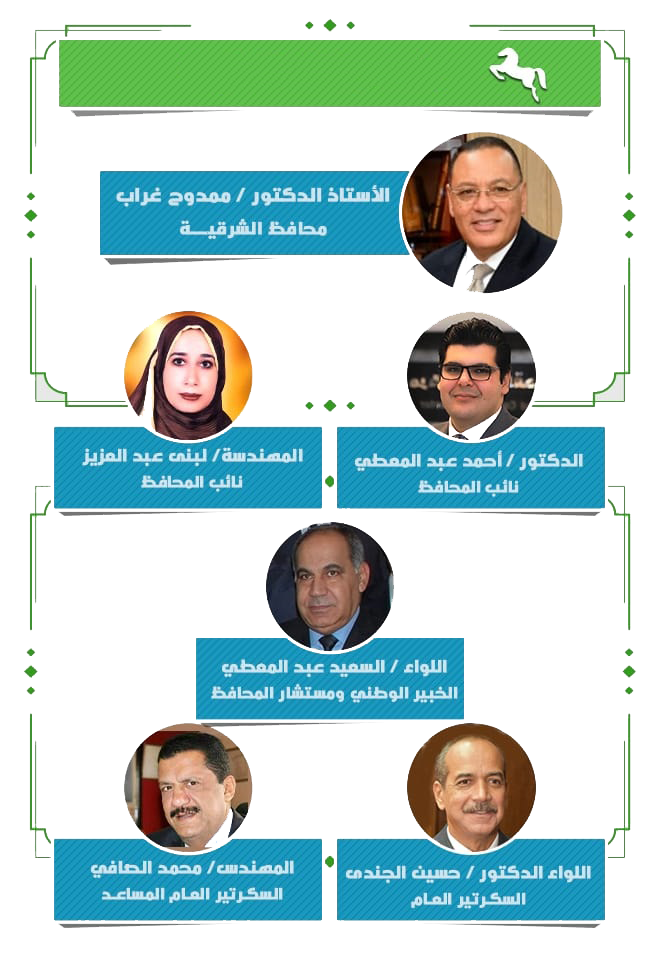 الأستاذ الدكتور / ممدوح غراب
محافظ الشرقيـــة
الدكتور / أحمد عبد المعطي
نائب المحافظ
المهندسة/ لبنى عبد العزيز
نائب المحافظ
اللواء / السعيد عبد المعطي
الخبير الوطني ومستشار المحافظ
اللواء الدكتور / حسين الجندى
السكرتير العام
المهندس/ محمد الصافي
السكرتير العام المساعد